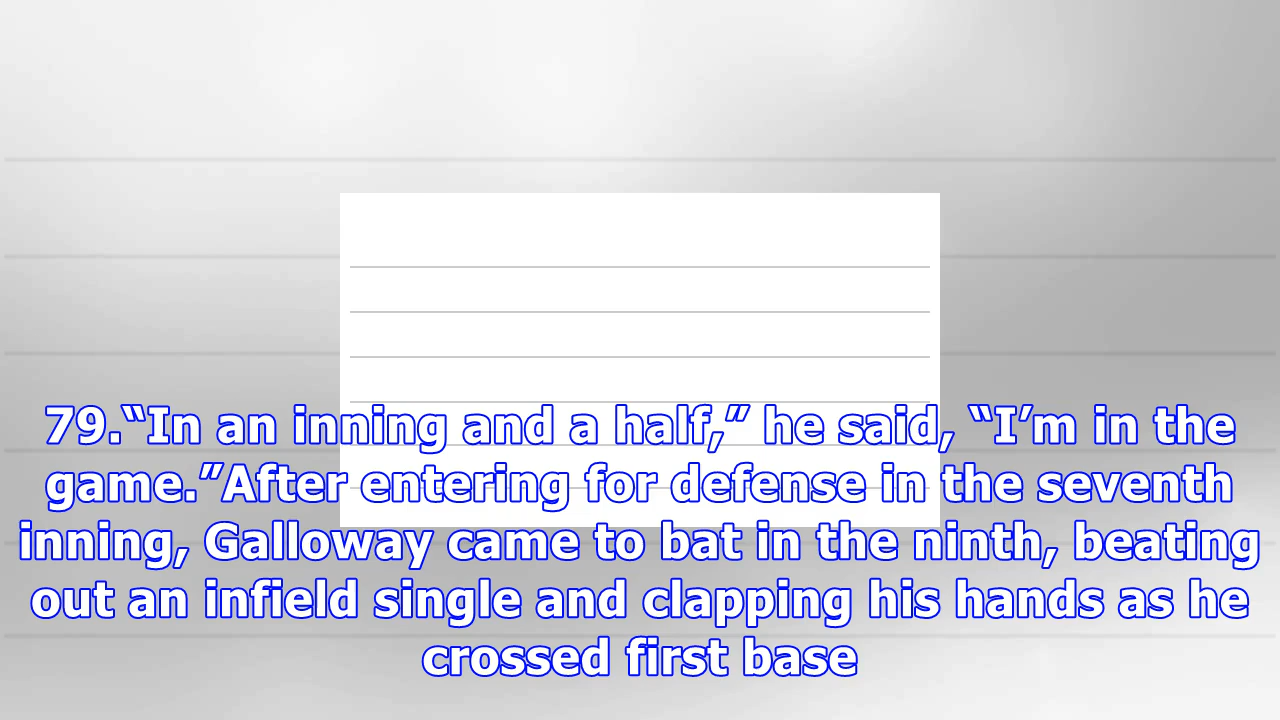 79.“In an inning and a half,” he said, “I’m in the
game.”After entering for defense in the seventh
inning, Galloway came to bat in the ninth, beating
out an infield single and clapping his hands as he
crossed first base